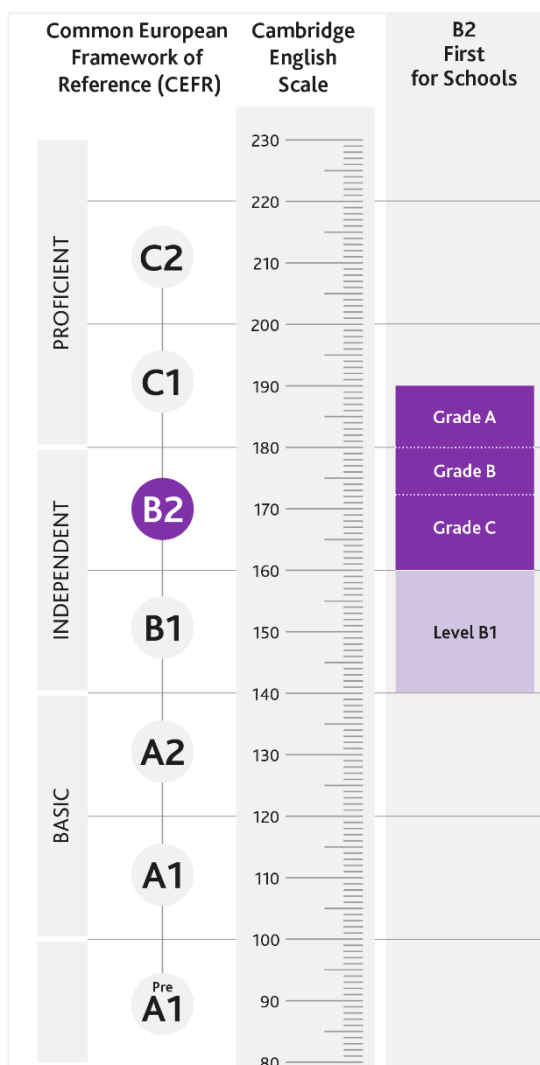 Common European
Framework of
Reference (CEFR)
Cambridge
English
Scale
B2
First
for Schools
230
220
C2
210
PROFICIENT
200
C1
190
Grade A
180
Grade B
B2
170
Grade C
INDEPENDENT
160
B1
150
Level B1
140
A2
130
BASIC
120
A1
110
100
Pre
A1
90
80